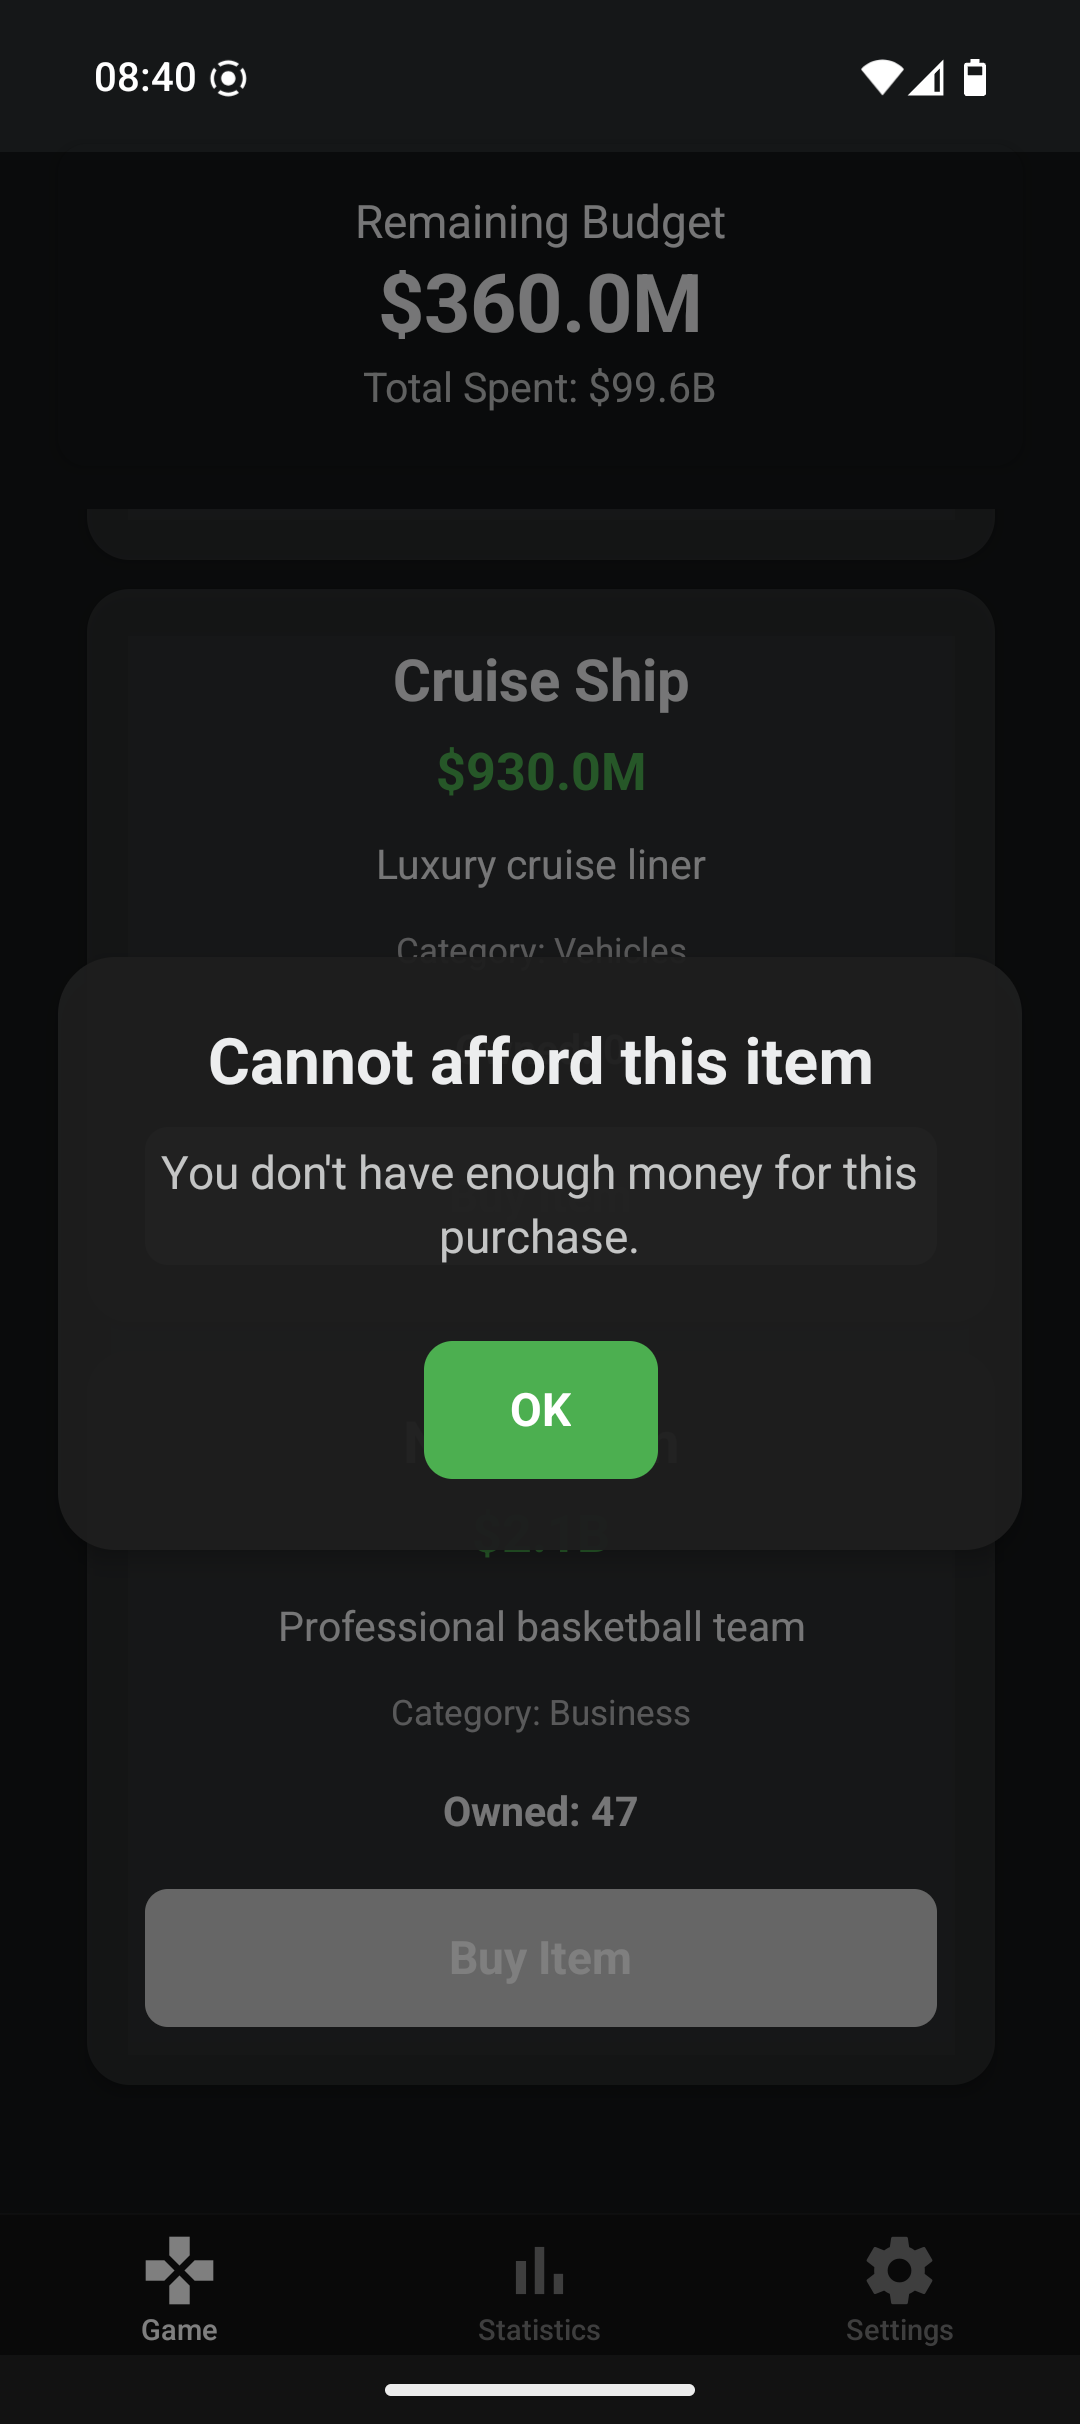 08:40
Remaining Budget
$360.0M
Total Spent: $99.6B
Cruise Ship
$930.0M
Luxury cruise liner
Category: Vehicles
Cannot afford this item
You don't have enough money for this
purchase.
OK
$2.1B
Professional basketball team
Category: Business
Owned: 47
Buy Item
Game
Statistics
Settings